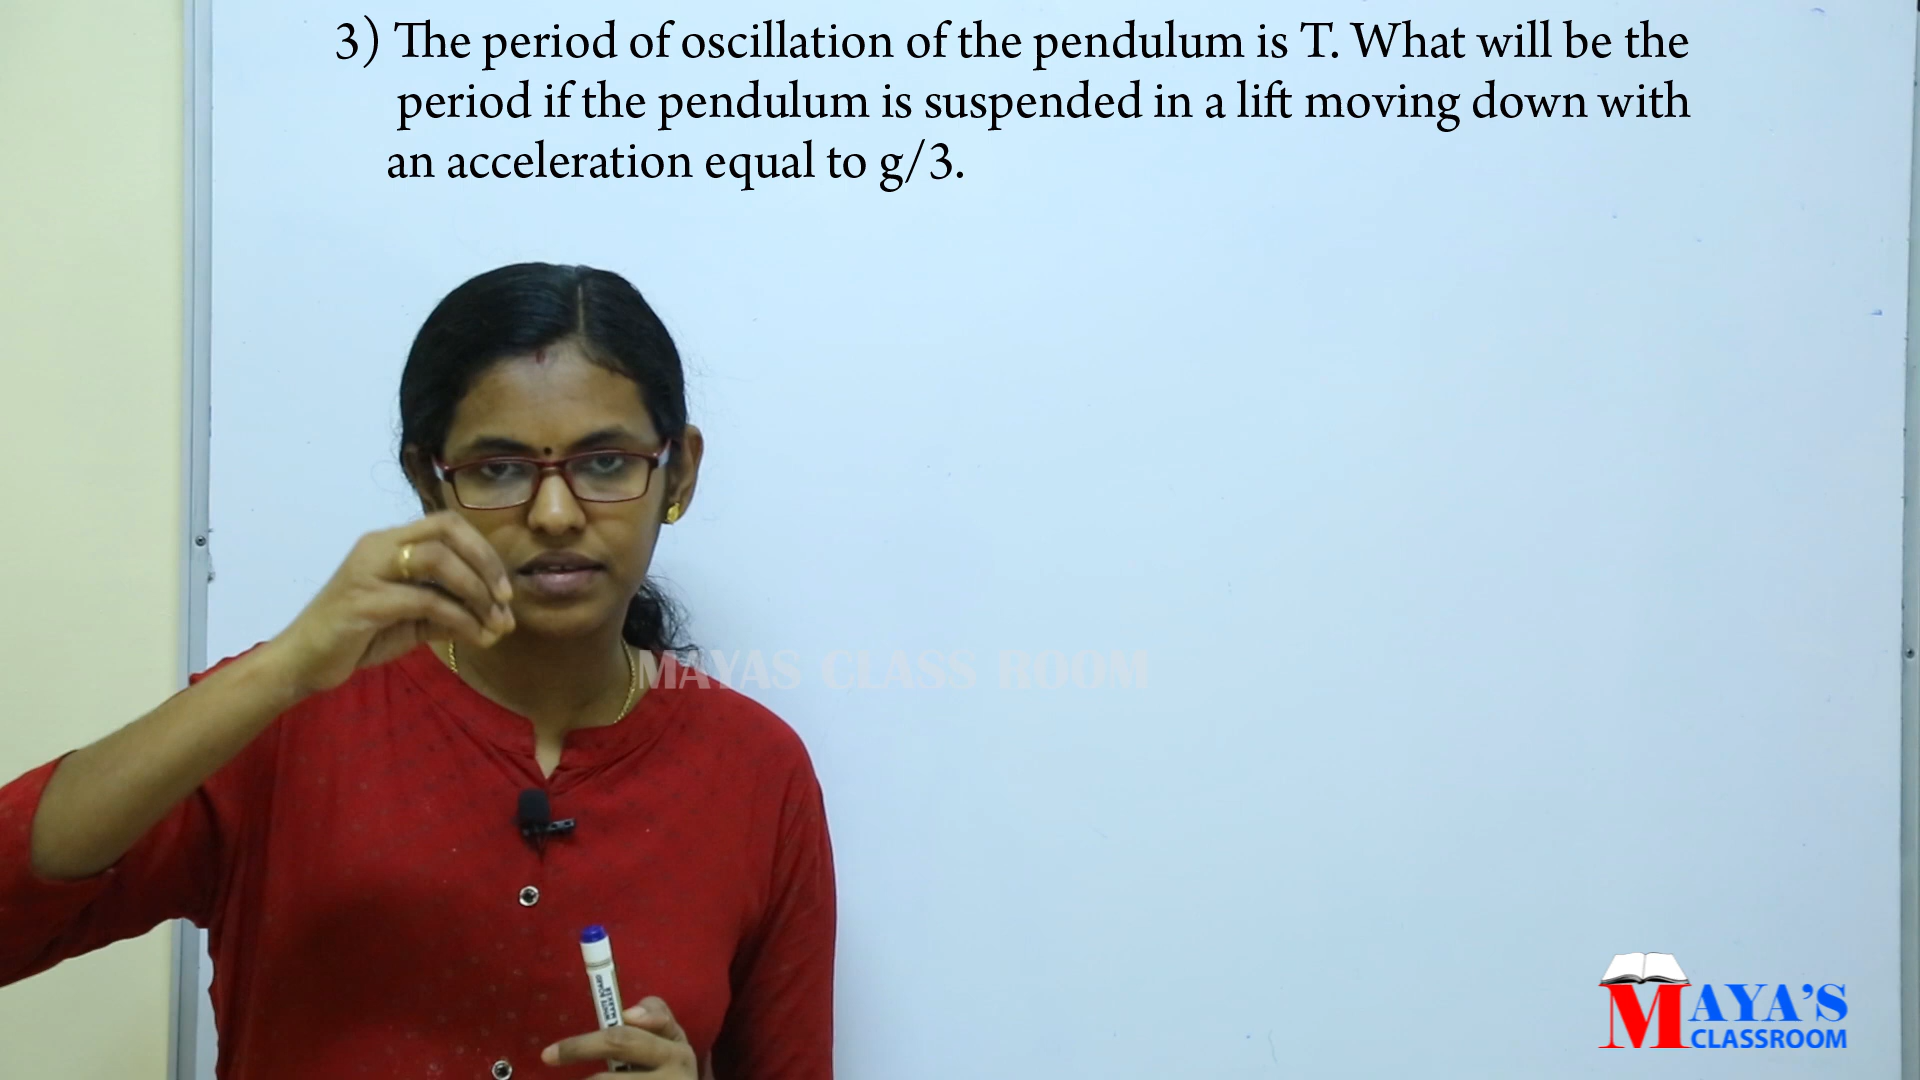 3) The period of oscillation of the pendulum is T. What will be the
period if the pendulum is suspended in a lift moving down with
an acceleration equal to g/3.
MAYAS CLASS ROOM
MAYA'S
CLASSROOM